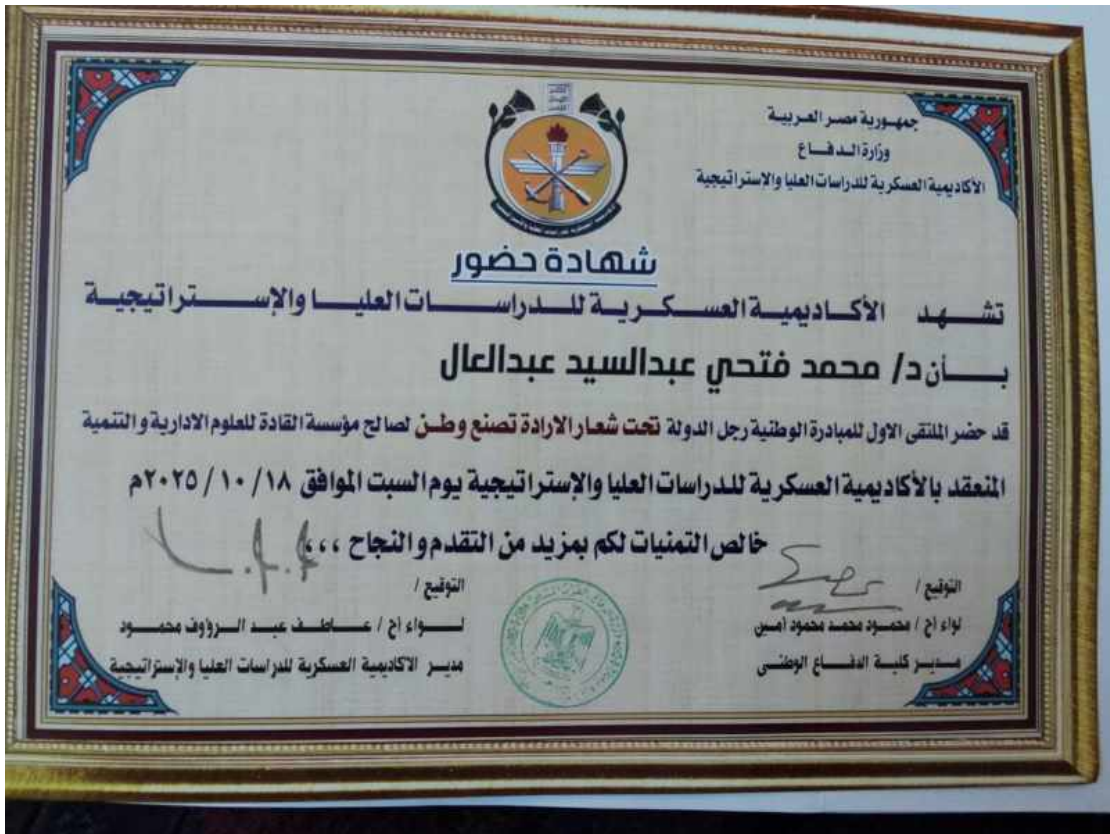 جمهورية مصر العربية
وزارة الدفاع
الأكاديمية العسكرية للدراسات العليا والإستراتيجية
شهادة حضور
تشهد الأكاديمية العسكرية للدراسات العليا والإستراتيجية
بأن د/ محمد فتحي عبدالسيد عبدالعال
قد حضر الملتقى الاول للمبادرة الوطنية رجل الدولة تحت شعار الارادة تصنع وطن لصالح مؤسسة القادة للعلوم الادارية والتنمية
المنعقد بالأكاديمية العسكرية للدراسات العليا والإستراتيجية يوم السبت الموافق ١٨ / ١٠ / ٢٠٢٥م
خالص التمنيات لكم بمزيد من التقدم والنجاح ،،،
التوقيع /
لواء أح / محمود محمد محمود أمين
مدير كلية الدفاع الوطنى
التوقيع /
لواء أح / عاطف عبد الرؤوف محمود
مدير الاكاديمية العسكرية للدراسات العليا والإستراتيجية